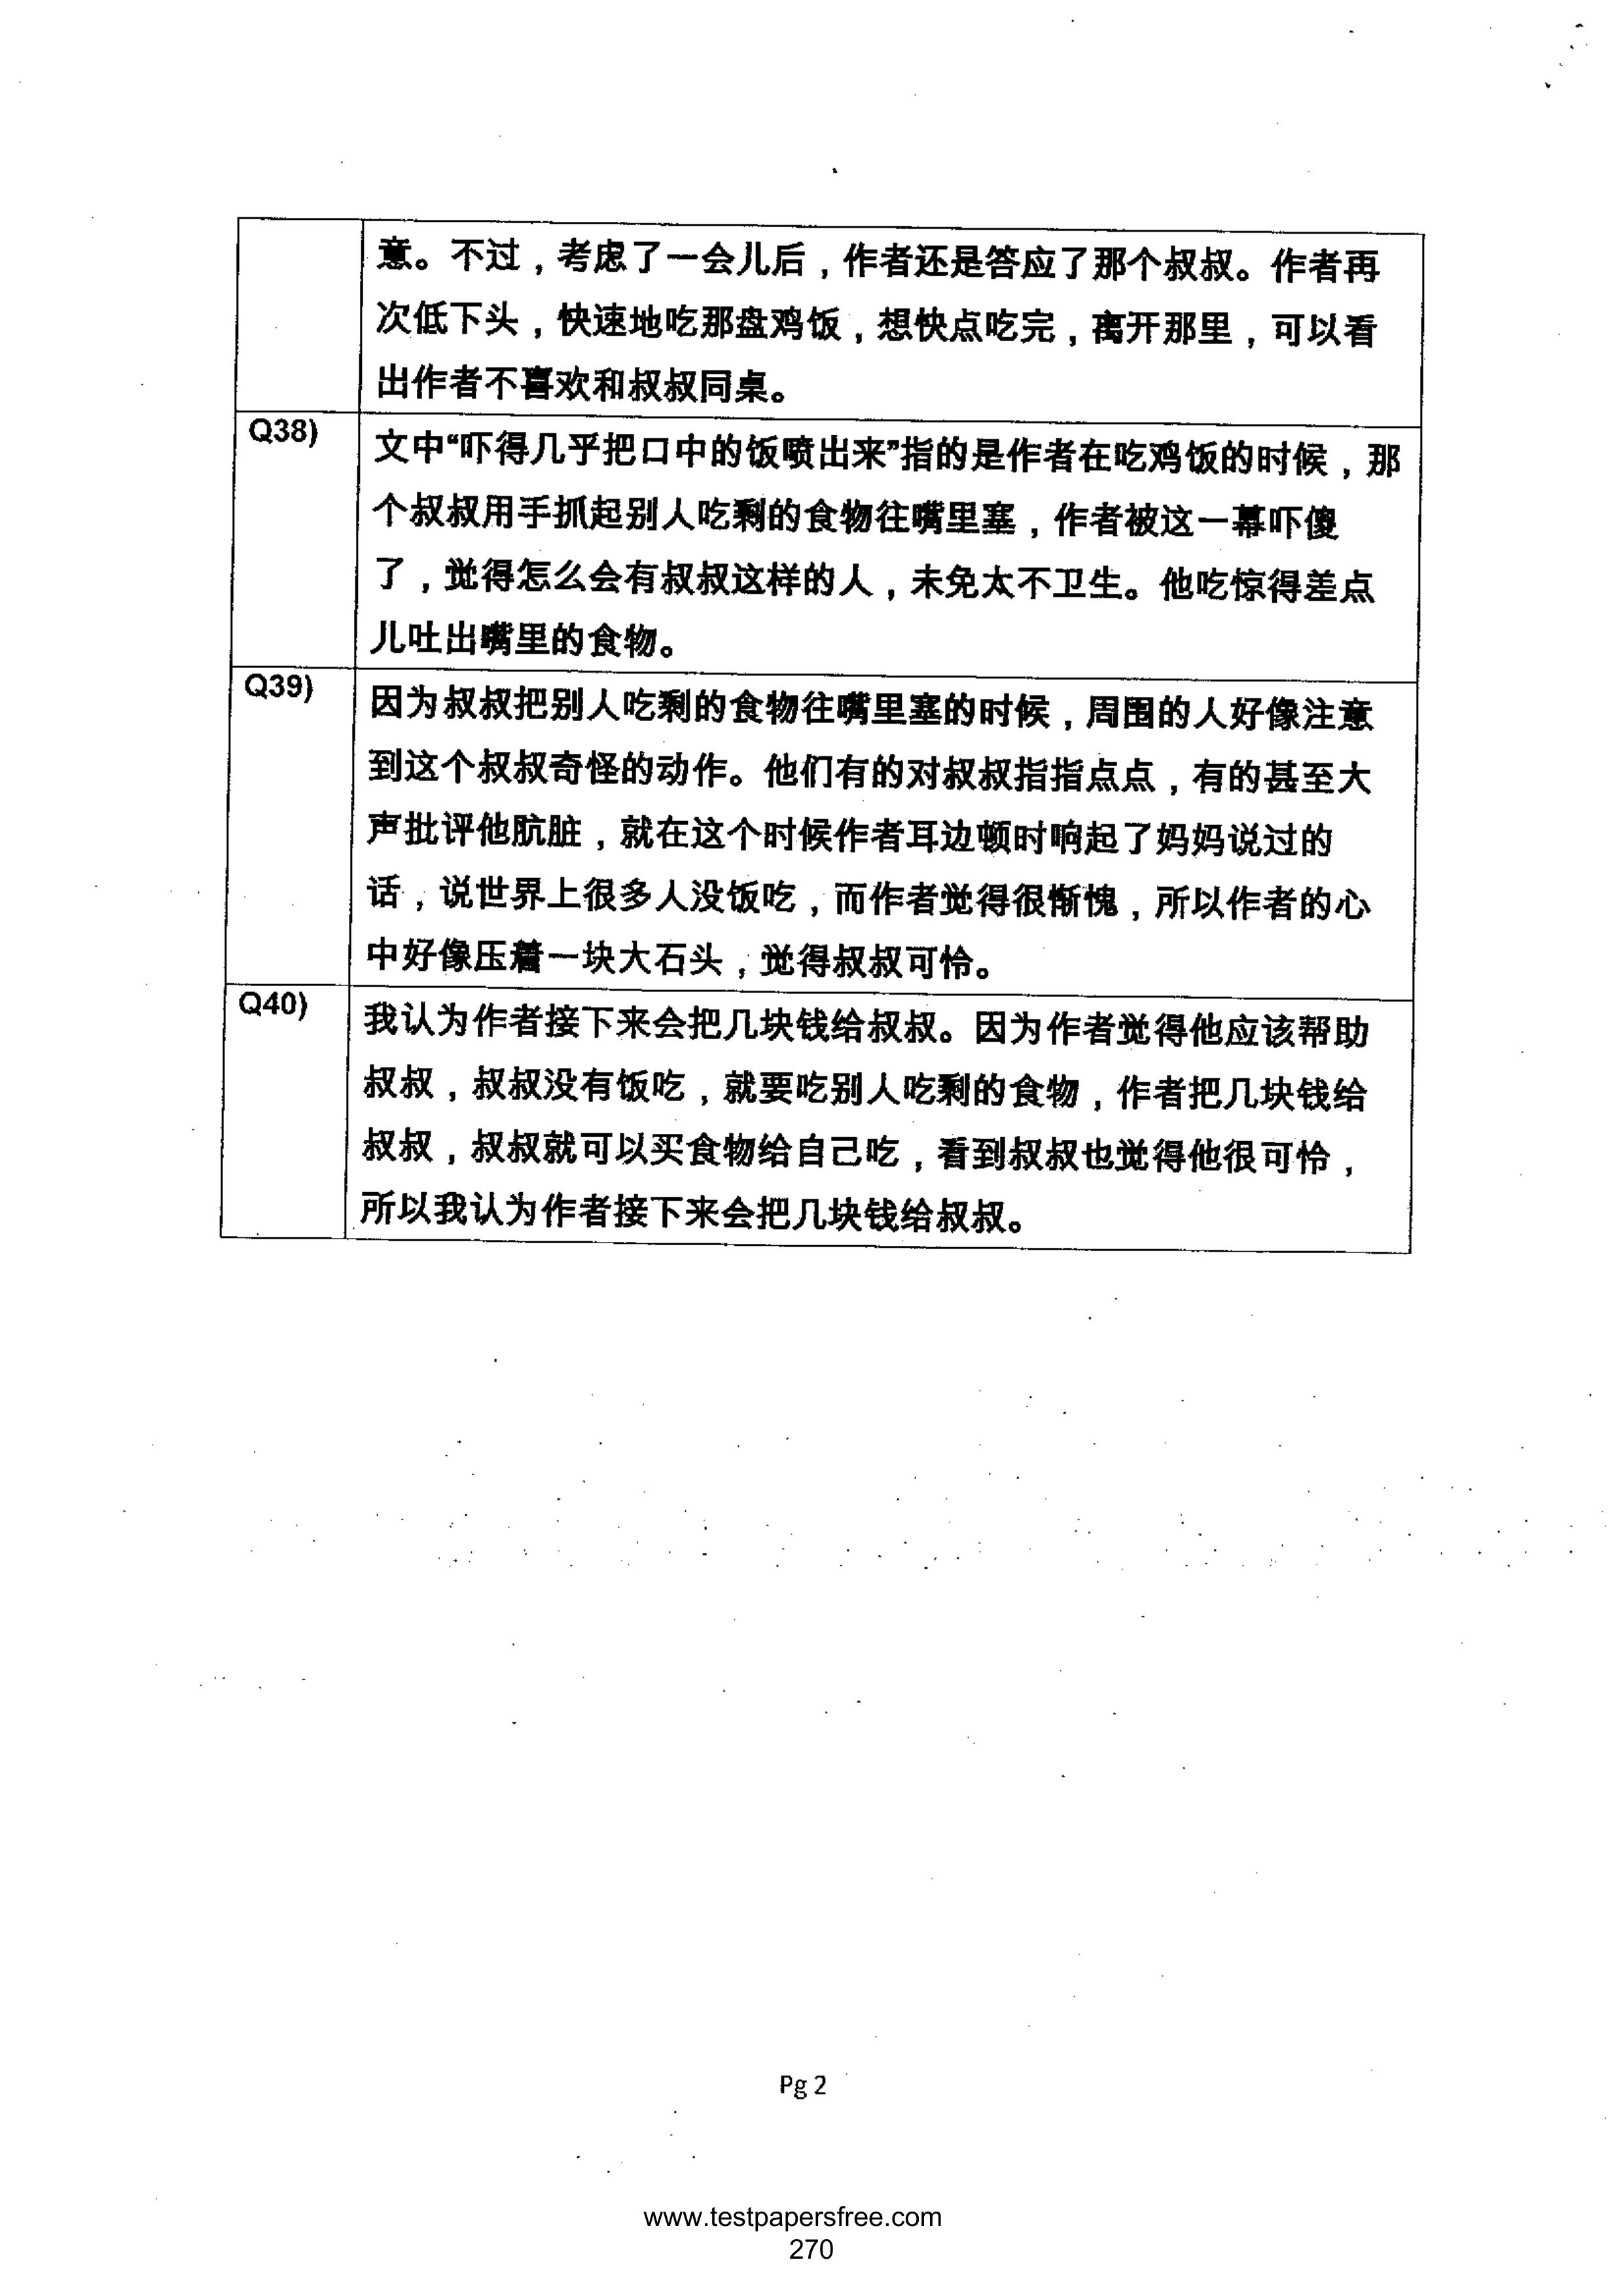 意。不过，考虑了一会儿后，作者还是答应了那个叔叔。作者再
次低下头，快速地吃那盘鸡饭，想快点吃完，离开那里，可以看
出作者不喜欢和叔叔同桌。
Q38)
文中“吓得几乎把口中的饭喷出来”指的是作者在吃鸡饭的时候，那
个叔叔用手抓起别人吃剩的食物往嘴里塞，作者被这一幕吓傻
了，觉得怎么会有叔叔这样的人，未免太不卫生。他吃惊得差点
儿吐出嘴里的食物。
Q39)
因为叔叔把别人吃剩的食物往嘴里塞的时候，周围的人好像注意
到这个叔叔奇怪的动作。他们有的对叔叔指指点点，有的甚至大
声批评他肮脏，就在这个时候作者耳边顿时响起了妈妈说过的
话，说世界上很多人没饭吃，而作者觉得很惭愧，所以作者的心
中好像压着一块大石头，觉得叔叔可怜。
Q40)
我认为作者接下来会把几块钱给叔叔。因为作者觉得他应该帮助
叔叔，叔叔没有饭吃，就要吃别人吃剩的食物，作者把几块钱给
叔叔，叔叔就可以买食物给自己吃，看到叔叔也觉得他很可怜，
所以我认为作者接下来会把几块钱给叔叔。
Pg 2
www.testpapersfree.com
270